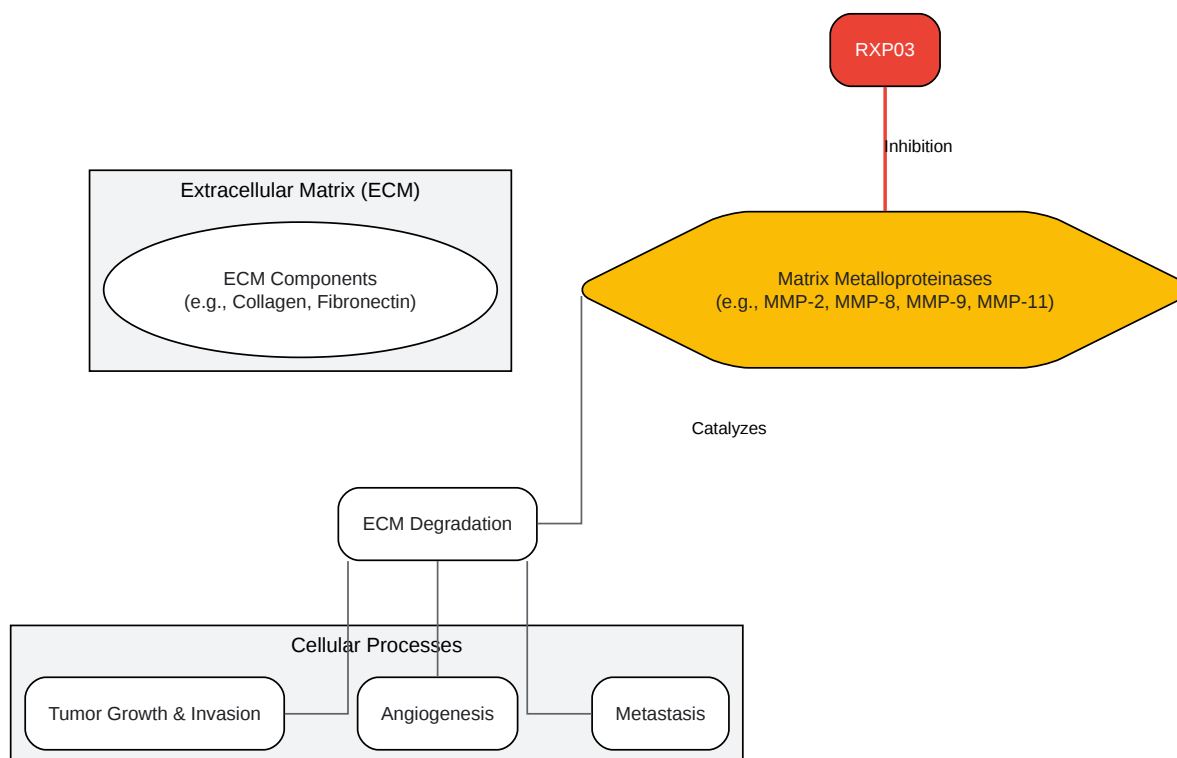 RXP03
Inhibition
Extracellular Matrix (ECM)
ECM Components
(e.g., Collagen, Fibronectin)
Matrix Metalloproteinases
(e.g., MMP-2, MMP-8, MMP-9, MMP-11)
Catalyzes
ECM Degradation
Cellular Processes
Tumor Growth & Invasion
Angiogenesis
Metastasis